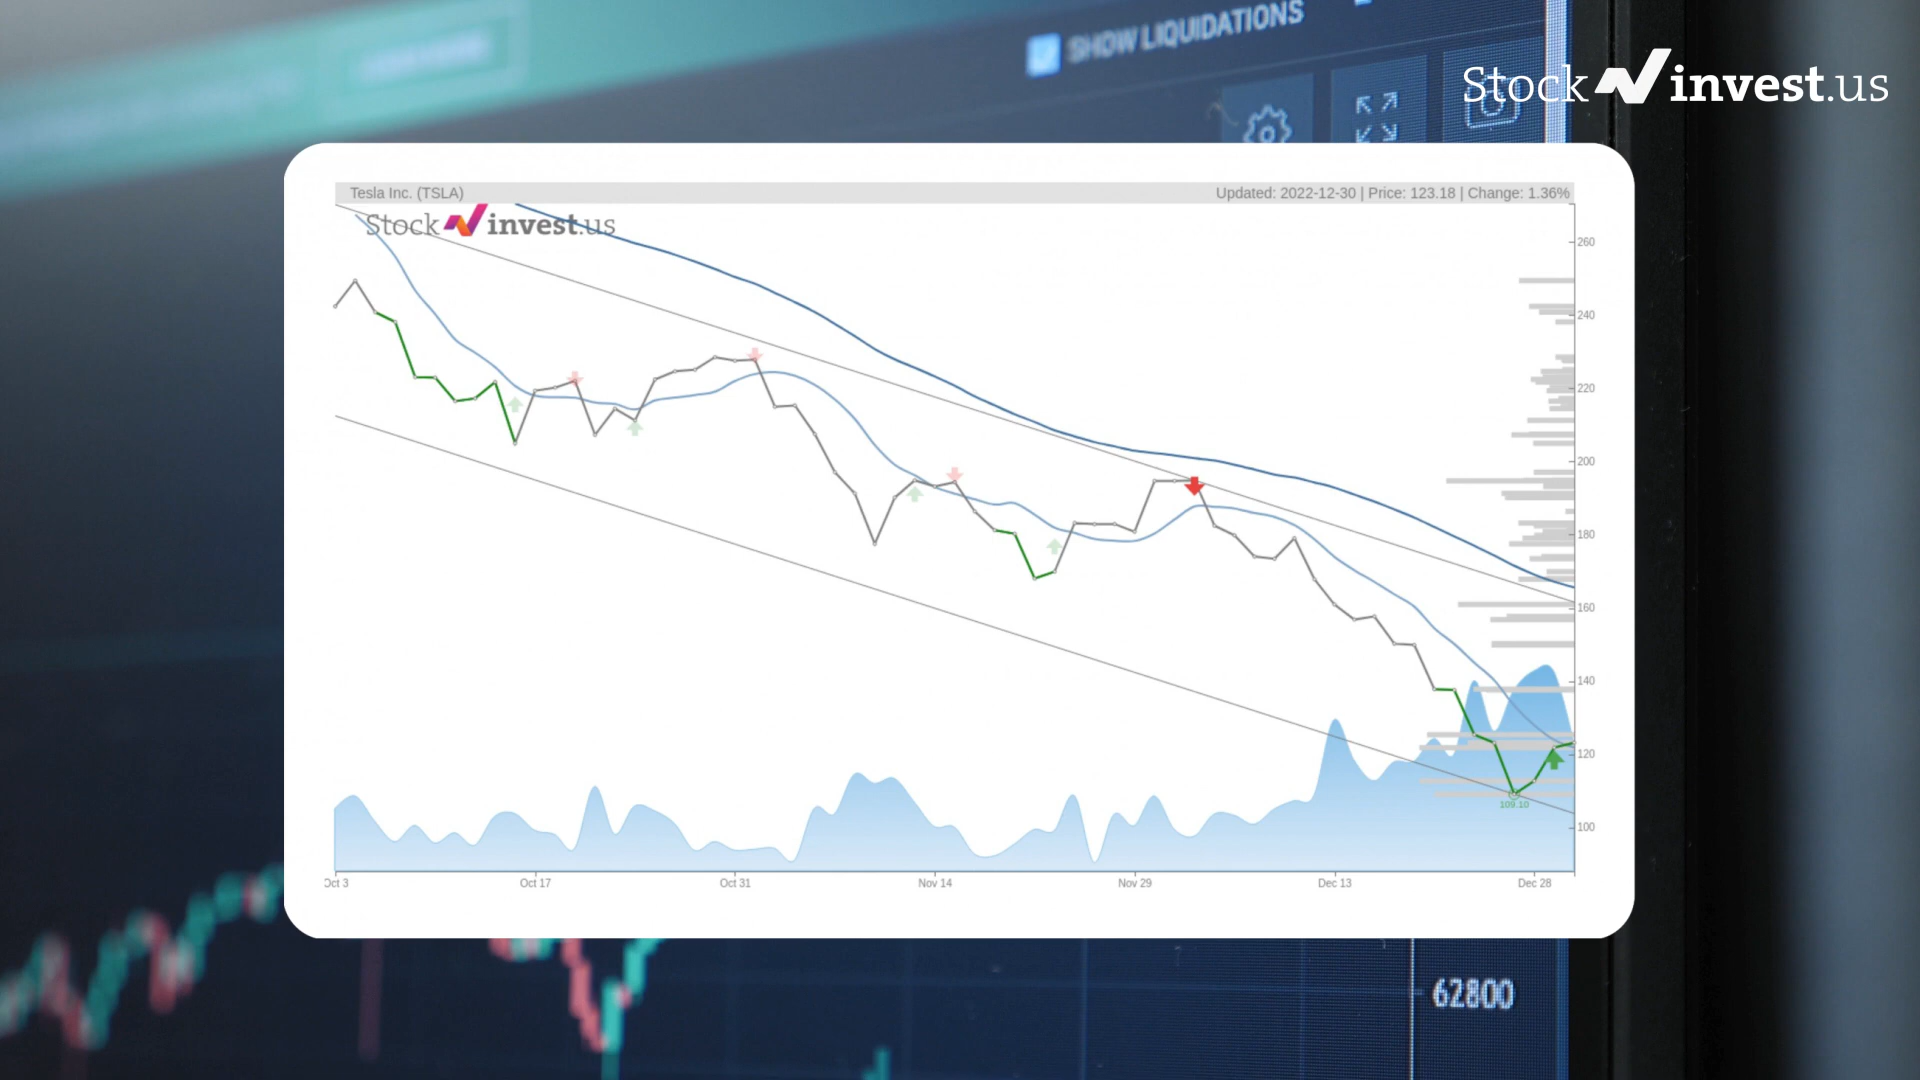 SHOW LIQUIDATIONS
Stock invest.us
Tesla Inc. (TSLA)
Updated: 2022-12-30 | Price: 123.18 | Change: 1.36%
Stock invest.us
260
240
220
200
180
160
140
120
100
109.10
Oct 3
Oct 17
Oct 31
Nov 14
Nov 29
Dec 13
Dec 28
62800